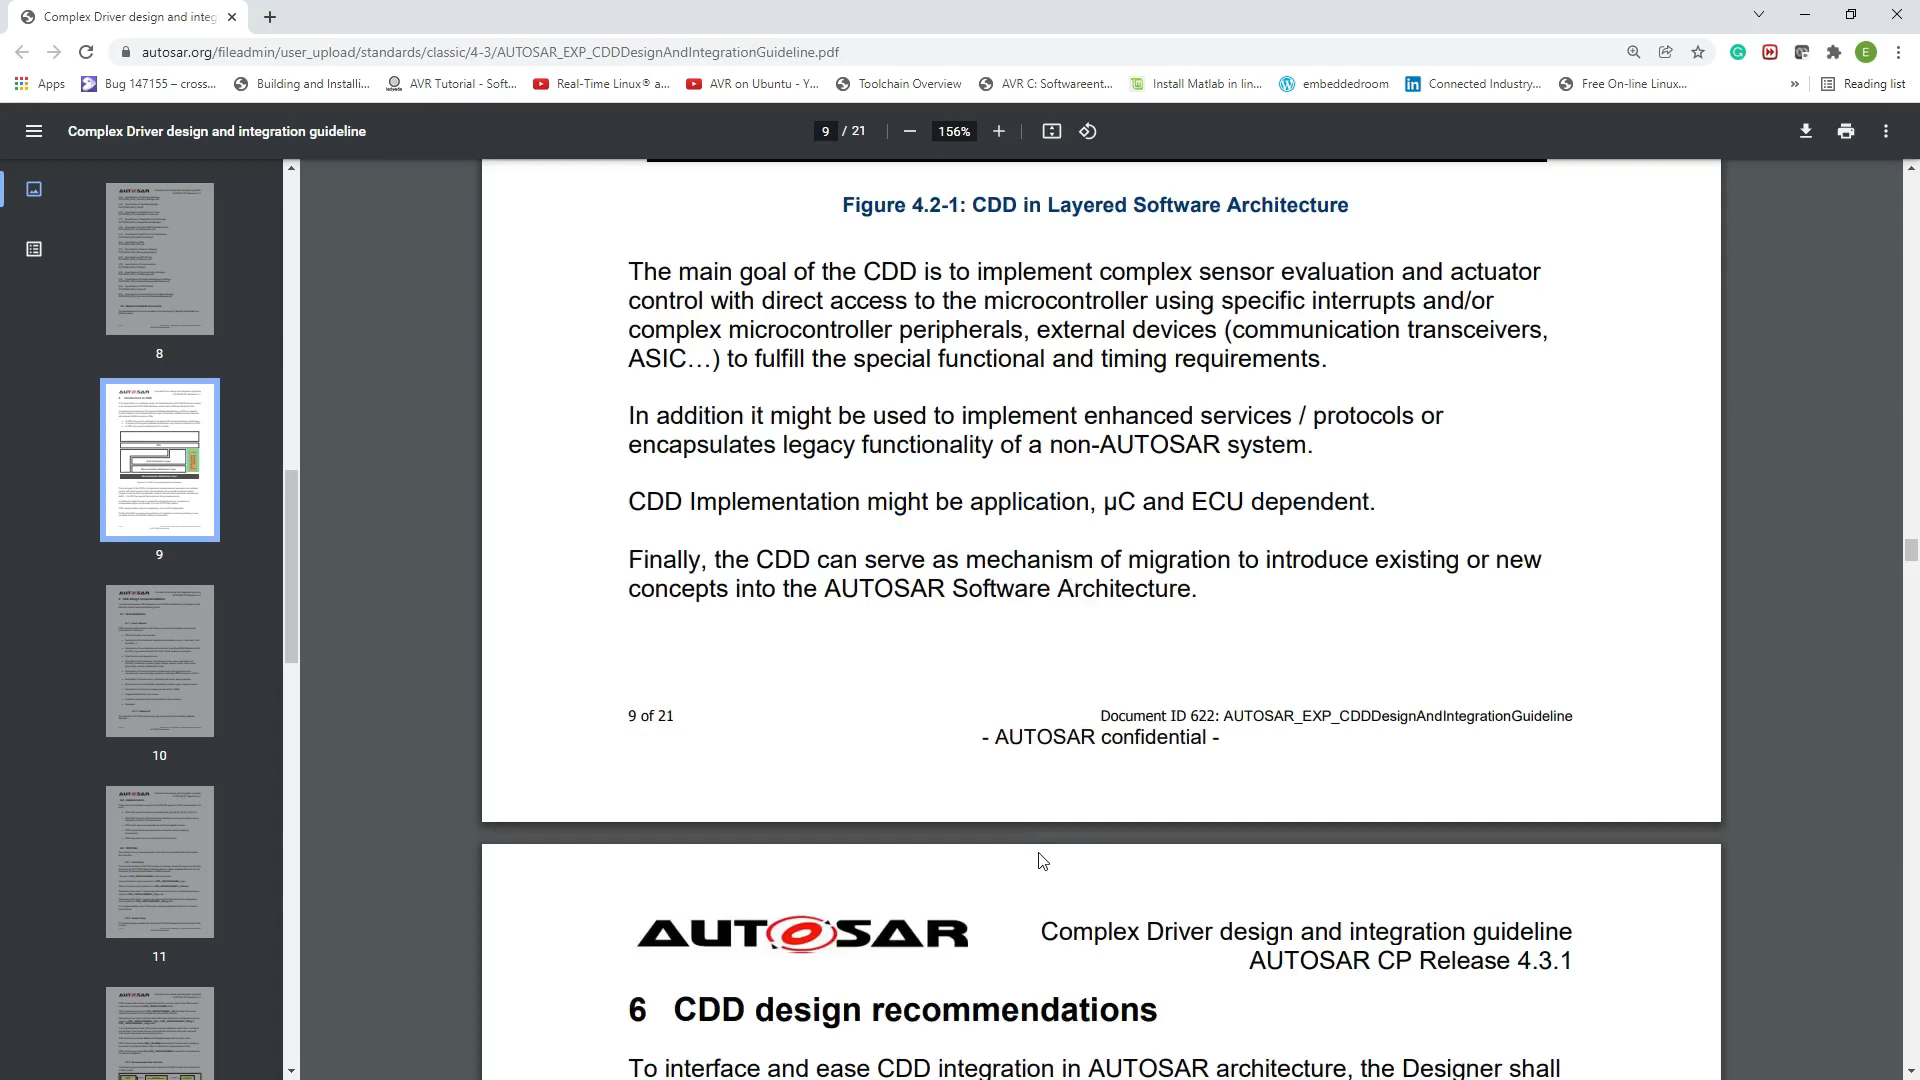 Complex Driver design and integ
autosar.org/fileadmin/user_upload/standards/classic/4-3/AUTOSAR_EXP_CDDDesignAndIntegrationGuideline.pdf
E
Apps
Bug 147155 – cross...
Building and Installi...
AVR Tutorial - Soft...
Real-Time Linux® a...
AVR on Ubuntu - Y...
Toolchain Overview
AVR C: Softwareent...
Install Matlab in lin...
embeddedroom
Connected Industry...
Free On-line Linux...
»
Reading list
Complex Driver design and integration guideline
9 / 21
156%
8
9
10
11
Figure 4.2-1: CDD in Layered Software Architecture
The main goal of the CDD is to implement complex sensor evaluation and actuator
control with direct access to the microcontroller using specific interrupts and/or
complex microcontroller peripherals, external devices (communication transceivers,
ASIC…) to fulfill the special functional and timing requirements.
In addition it might be used to implement enhanced services / protocols or
encapsulates legacy functionality of a non-AUTOSAR system.
CDD Implementation might be application, µC and ECU dependent.
Finally, the CDD can serve as mechanism of migration to introduce existing or new
concepts into the AUTOSAR Software Architecture.
9 of 21
Document ID 622: AUTOSAR_EXP_CDDDesignAndIntegrationGuideline
- AUTOSAR confidential -
AUTOSAR
Complex Driver design and integration guideline
AUTOSAR CP Release 4.3.1
6 CDD design recommendations
To interface and ease CDD integration in AUTOSAR architecture, the Designer shall